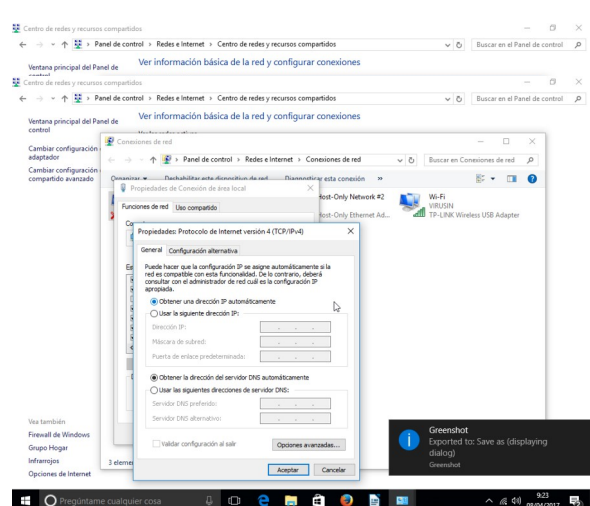 Centro de redes y recursos compartidos
Panel de control > Redes e Internet > Centro de redes y recursos compartidos
Buscar en el Panel de control
Ventana principal del Panel de
Ver información básica de la red y configurar conexiones
Centro de redes y recursos compartidos
Panel de control > Redes e Internet > Centro de redes y recursos compartidos
Buscar en el Panel de control
Ventana principal del Panel de
control
Ver información básica de la red y configurar conexiones
Cambiar configuración
adaptador
Cambiar configuración
compartido avanzado
Conexiones de red
Panel de control > Redes e Internet > Conexiones de red
Buscar en Conexiones de red
Organizar
Deshabilitar este dispositivo de red
Diagnosticar esta conexión
»
Host-Only Network #2
Host-Only Ethernet Ad...
Wi-Fi
VIRUSIN
TP-LINK Wireless USB Adapter
Propiedades de Conexión de área local
Funciones de red
Uso compartido
Propiedades: Protocolo de Internet versión 4 (TCP/IPv4)
General
Configuración alternativa
Puede hacer que la configuración IP se asigne automáticamente si la
red es compatible con esta funcionalidad. De lo contrario, deberá
consultar con el administrador de red cuál es la configuración IP
apropiada.
Obtener una dirección IP automáticamente
Usar la siguiente dirección IP:
Dirección IP:
Máscara de subred:
Puerta de enlace predeterminada:
Obtener la dirección del servidor DNS automáticamente
Usar las siguientes direcciones de servidor DNS:
Servidor DNS preferido:
Servidor DNS alternativo:
Validar configuración al salir
Opciones avanzadas...
Aceptar
Cancelar
Vea también
Firewall de Windows
Grupo Hogar
Infrarrojos
Opciones de Internet
3 eleme
Greenshot
Exported to: Save as (displaying
dialog)
Greenshot
Pregúntame cualquier cosa
9:23
09/04/2017